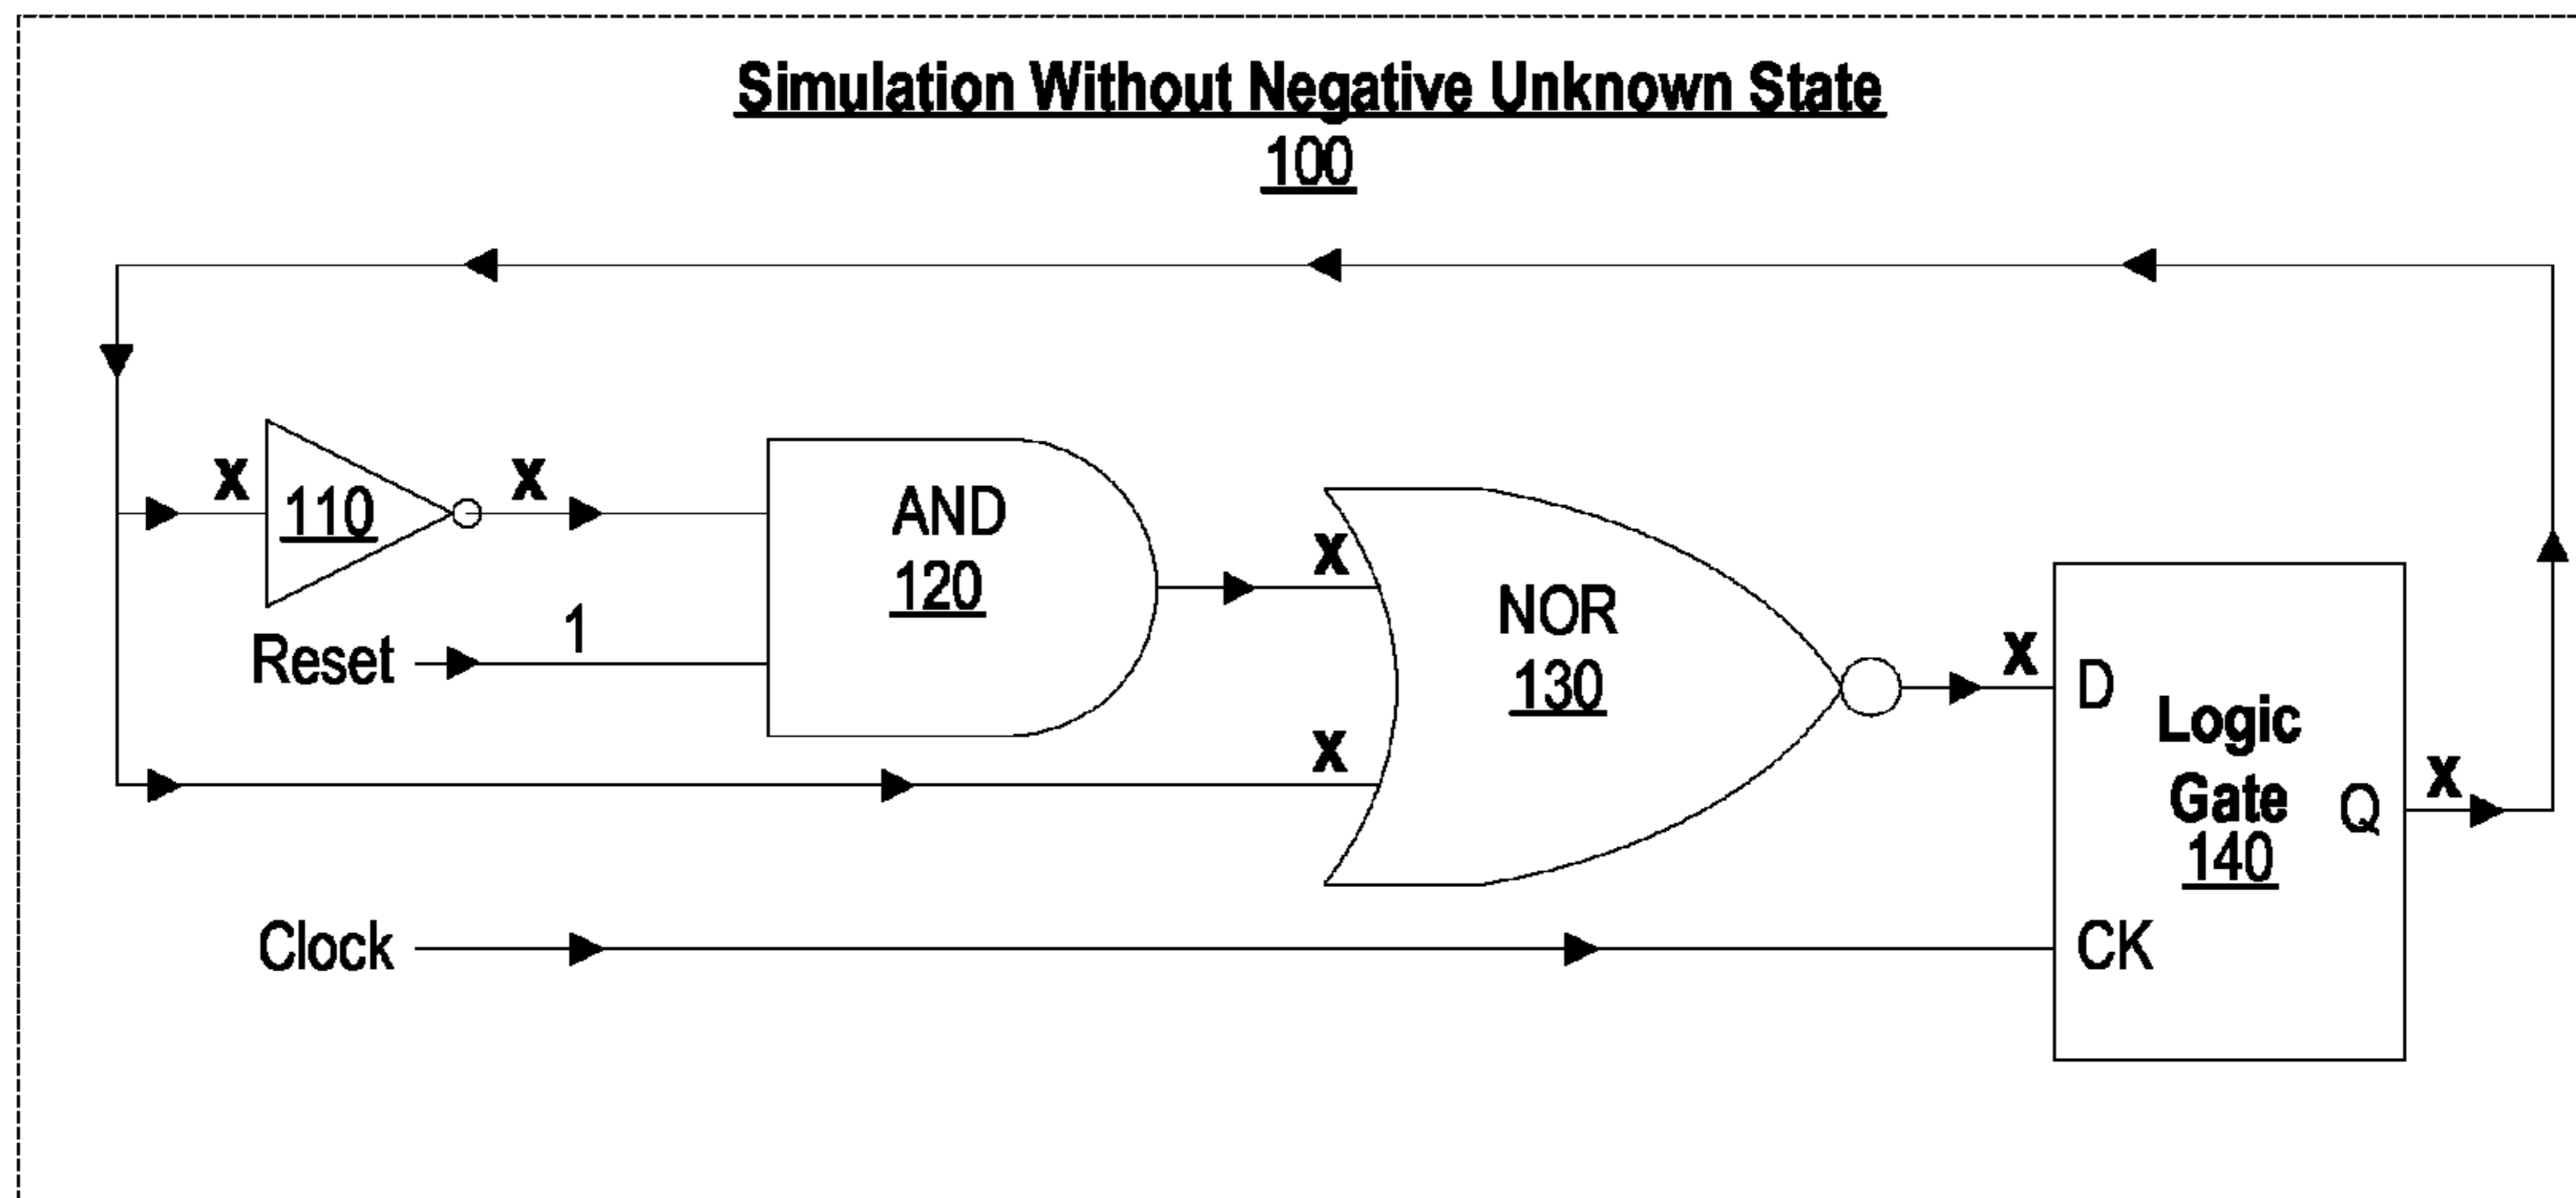 Simulation Without Negative Unknown State
100
x
110
x
AND
120
Reset
1
x
x
NOR
130
x
D
Logic
Gate
140
Q
x
Clock
CK